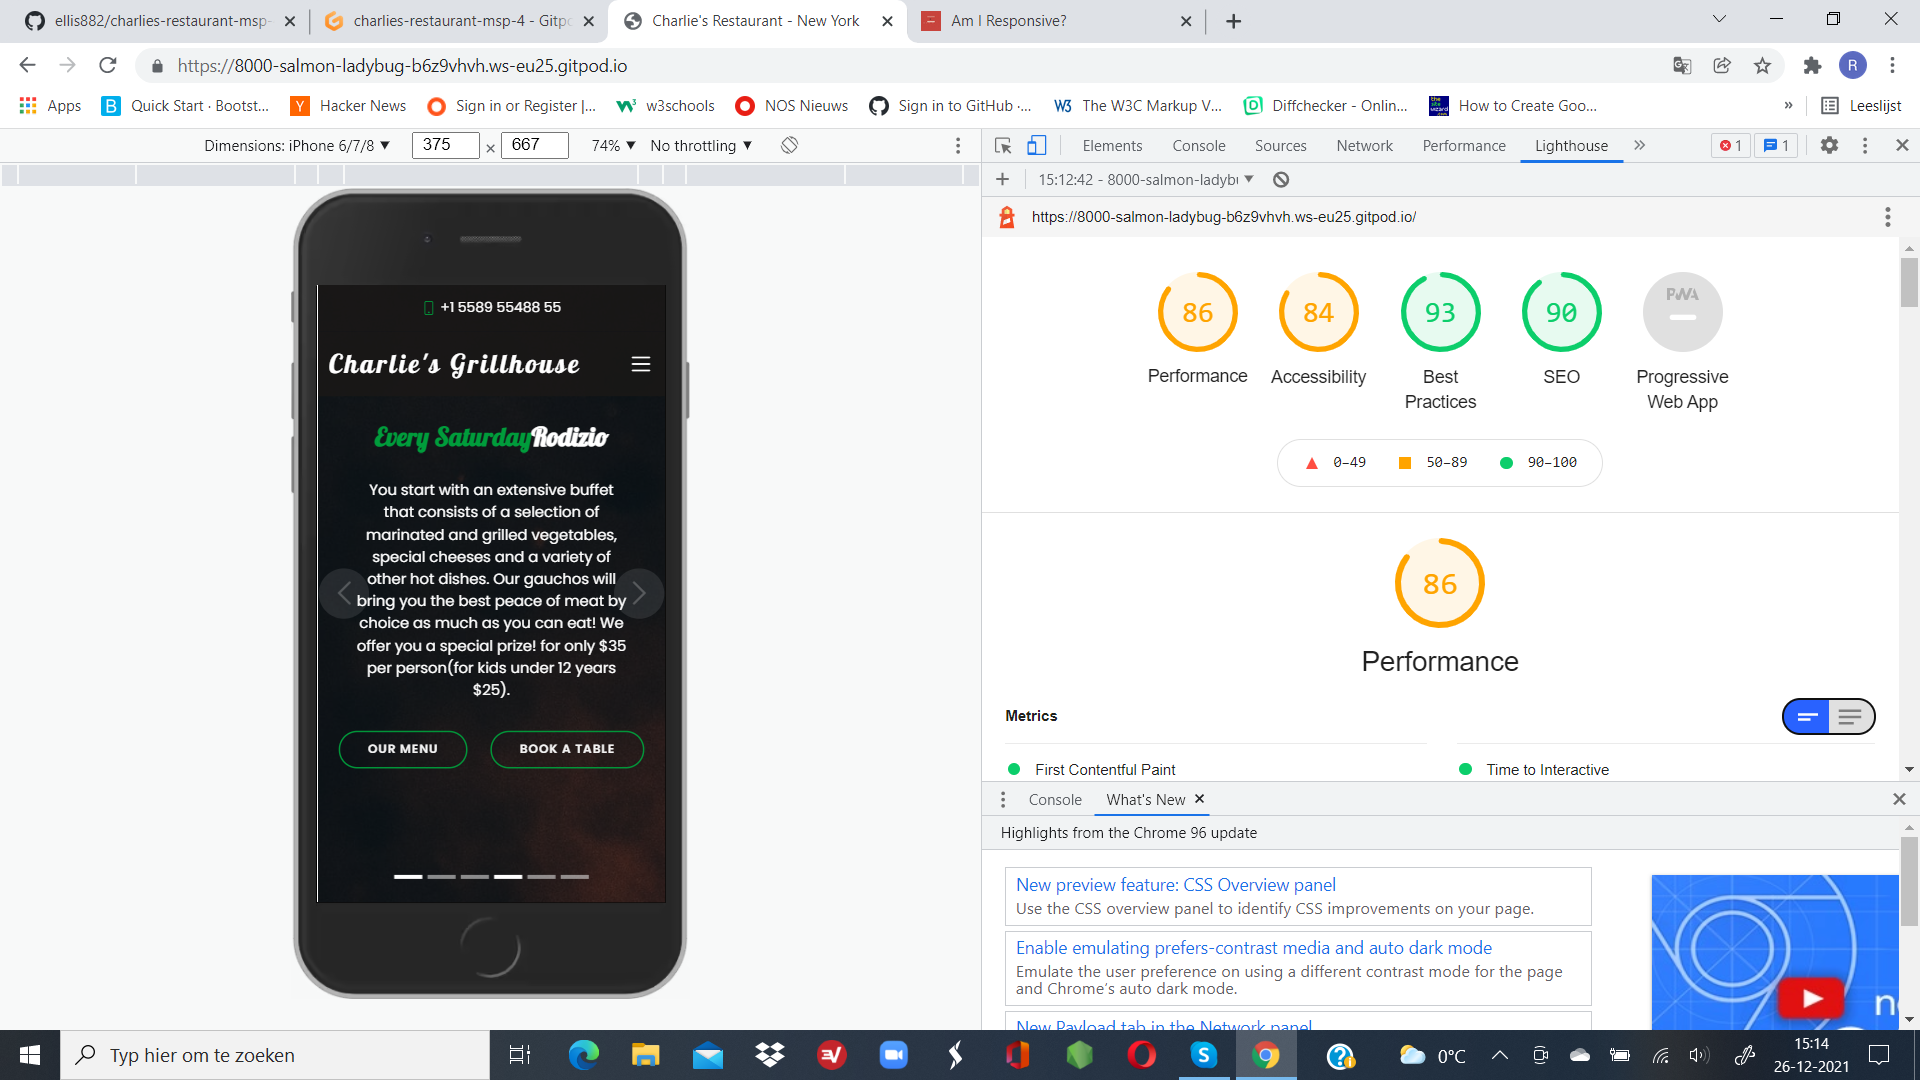 ellis882/charlies-restaurant-msp-
charlies-restaurant-msp-4 - Gitpo
Charlie's Restaurant - New York
Am I Responsive?
https://8000-salmon-ladybug-b6z9vhvh.ws-eu25.gitpod.io
R
Apps
Quick Start · Bootst...
Hacker News
Sign in or Register |...
w3schools
NOS Nieuws
Sign in to GitHub ·...
The W3C Markup V...
Diffchecker - Onlin...
How to Create Goo...
»
Leeslijst
Dimensions: iPhone 6/7/8 ▼
375 × 667
74% ▼
No throttling ▼
Elements
Console
Sources
Network
Performance
Lighthouse
»
1
1
15:12:42 - 8000-salmon-ladybu
https://8000-salmon-ladybug-b6z9vhvh.ws-eu25.gitpod.io/
+1 5589 55488 55
Charlie's Grillhouse
Every SaturdayRodizio
You start with an extensive buffet
that consists of a selection of
marinated and grilled vegetables,
special cheeses and a variety of
other hot dishes. Our gauchos will
bring you the best peace of meat by
choice as much as you can eat! We
offer you a special prize! for only $35
per person(for kids under 12 years
$25).
OUR MENU
BOOK A TABLE
86
Performance
84
Accessibility
93
Best
Practices
90
SEO
PWA
Progressive
Web App
0–49
50–89
90–100
86
Performance
Metrics
First Contentful Paint
Time to Interactive
Console
What's New
Highlights from the Chrome 96 update
New preview feature: CSS Overview panel
Use the CSS overview panel to identify CSS improvements on your page.
Enable emulating prefers-contrast media and auto dark mode
Emulate the user preference on using a different contrast mode for the page
and Chrome's auto dark mode.
New Payload tab in the Network panel
Typ hier om te zoeken
0°C
15:14
26-12-2021